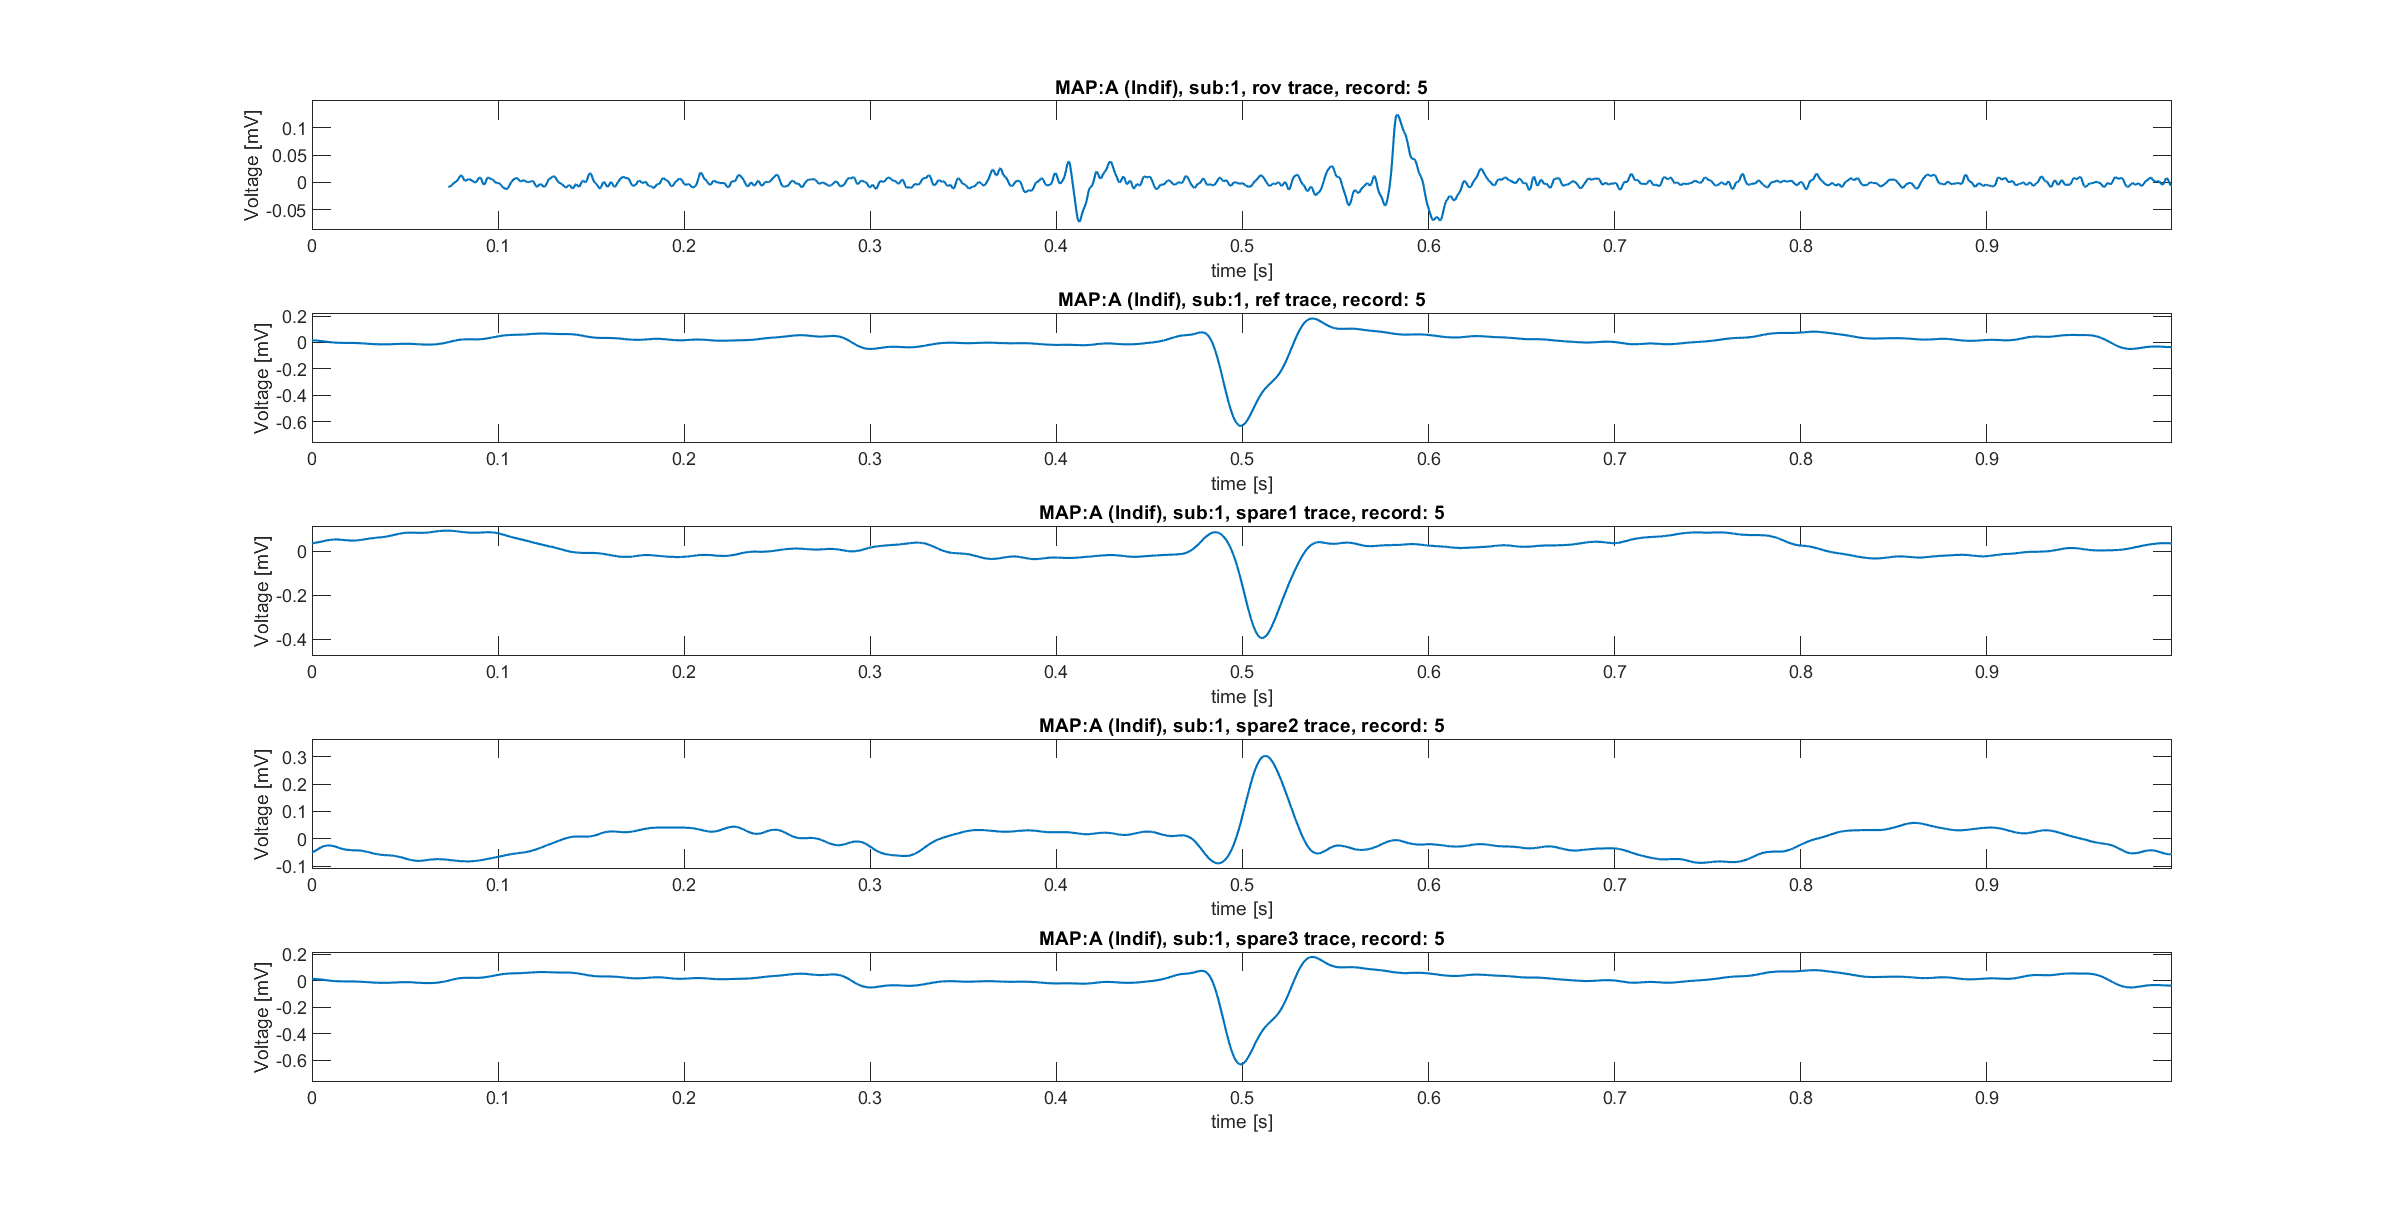 MAP:A (Indif), sub:1, rov trace, record: 5
Voltage [mV]
0.1
0.05
0
-0.05
0 0.1 0.2 0.3 0.4 0.5 0.6 0.7 0.8 0.9
time [s]
MAP:A (Indif), sub:1, ref trace, record: 5
Voltage [mV]
0.2
0
-0.2
-0.4
-0.6
0 0.1 0.2 0.3 0.4 0.5 0.6 0.7 0.8 0.9
time [s]
MAP:A (Indif), sub:1, spare1 trace, record: 5
Voltage [mV]
0
-0.2
-0.4
0 0.1 0.2 0.3 0.4 0.5 0.6 0.7 0.8 0.9
time [s]
MAP:A (Indif), sub:1, spare2 trace, record: 5
Voltage [mV]
0.3
0.2
0.1
0
-0.1
0 0.1 0.2 0.3 0.4 0.5 0.6 0.7 0.8 0.9
time [s]
MAP:A (Indif), sub:1, spare3 trace, record: 5
Voltage [mV]
0.2
0
-0.2
-0.4
-0.6
0 0.1 0.2 0.3 0.4 0.5 0.6 0.7 0.8 0.9
time [s]